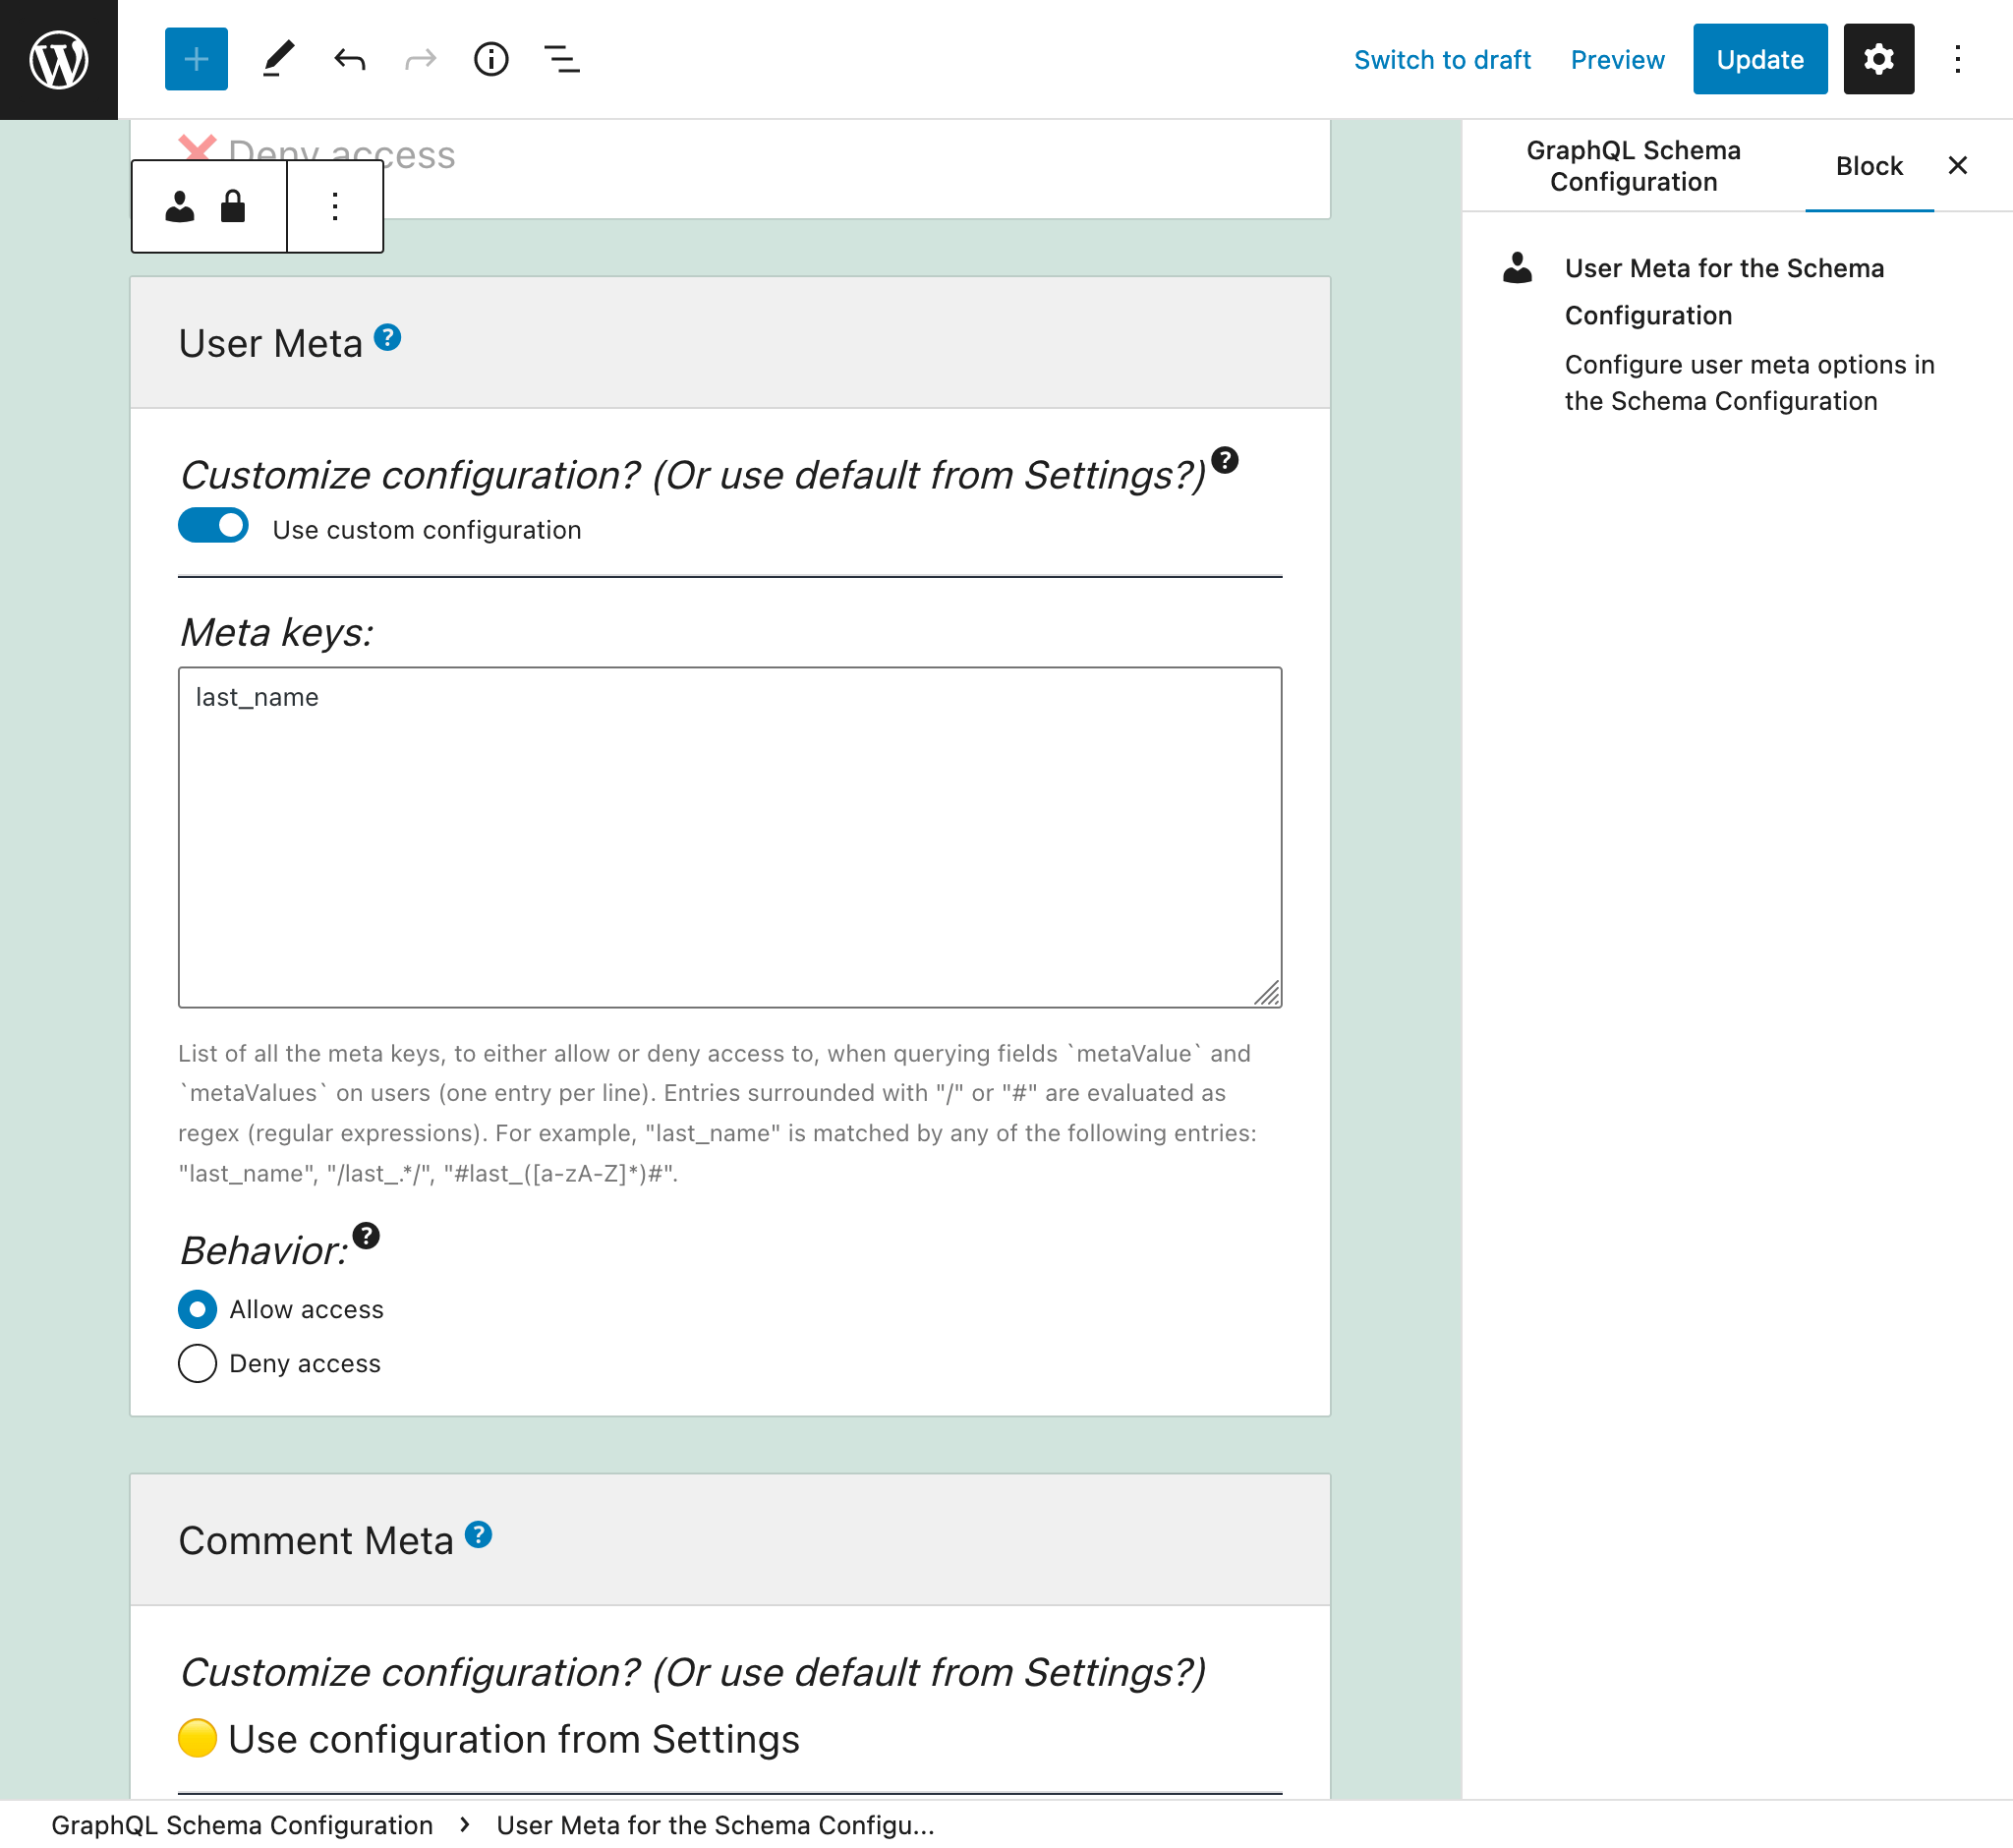 Switch to draft
Preview
Update
Deny access
User Meta
Customize configuration? (Or use default from Settings?)
Use custom configuration
Meta keys:
last_name
List of all the meta keys, to either allow or deny access to, when querying fields `metaValue` and
`metaValues` on users (one entry per line). Entries surrounded with "/" or "#" are evaluated as
regex (regular expressions). For example, "last_name" is matched by any of the following entries:
"last_name", "/last_.*/", "#last_([a-zA-Z]*)#".
Behavior:
Allow access
Deny access
Comment Meta
Customize configuration? (Or use default from Settings?)
🟡 Use configuration from Settings
GraphQL Schema
Configuration
Block
User Meta for the Schema
Configuration
Configure user meta options in
the Schema Configuration
GraphQL Schema Configuration › User Meta for the Schema Configu...